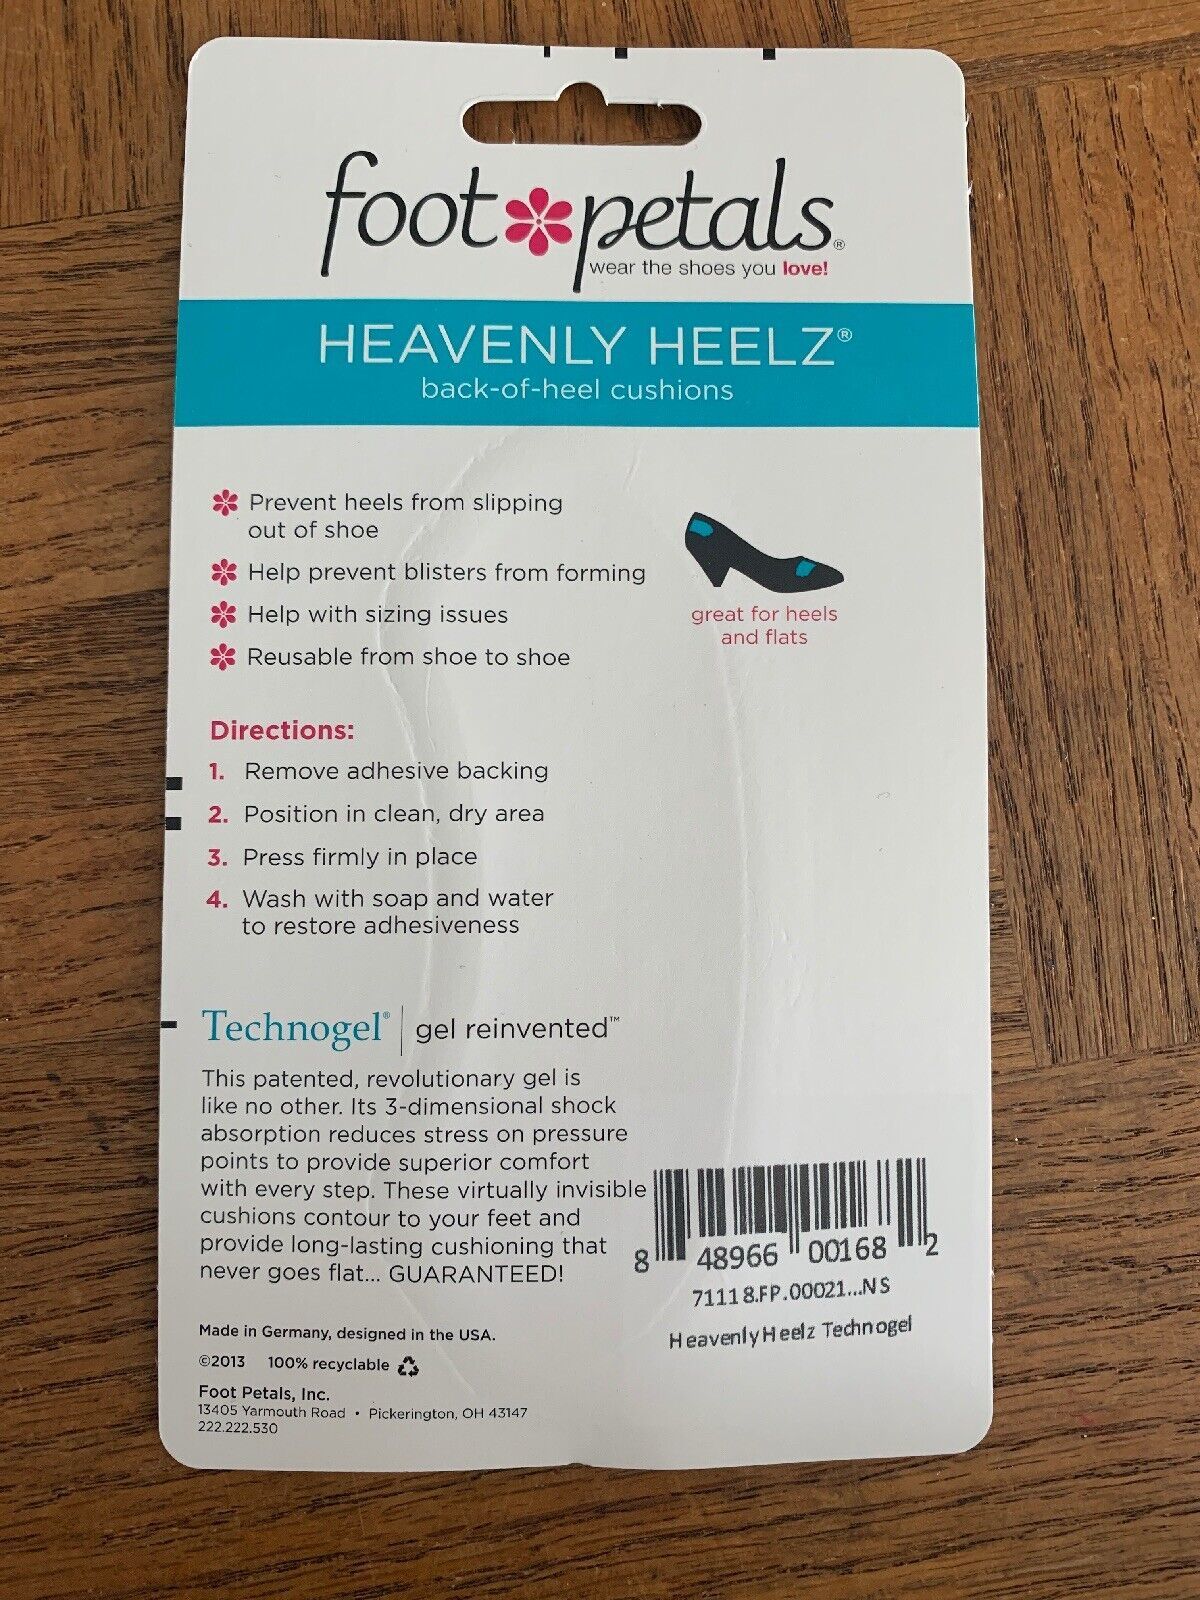 foot petals®
wear the shoes you love!
HEAVENLY HEELZ®
back-of-heel cushions
Prevent heels from slipping
out of shoe
Help prevent blisters from forming
Help with sizing issues
Reusable from shoe to shoe
great for heels
and flats
Directions:
1. Remove adhesive backing
2. Position in clean, dry area
3. Press firmly in place
4. Wash with soap and water
to restore adhesiveness
Technogel® | gel reinvented™
This patented, revolutionary gel is
like no other. Its 3-dimensional shock
absorption reduces stress on pressure
points to provide superior comfort
with every step. These virtually invisible
cushions contour to your feet and
provide long-lasting cushioning that
never goes flat... GUARANTEED!
8 48966 00168 2
71118.FP.00021...NS
Heavenly Heelz Technogel
Made in Germany, designed in the USA.
©2013 100% recyclable
Foot Petals, Inc.
13405 Yarmouth Road • Pickerington, OH 43147
222.222.530